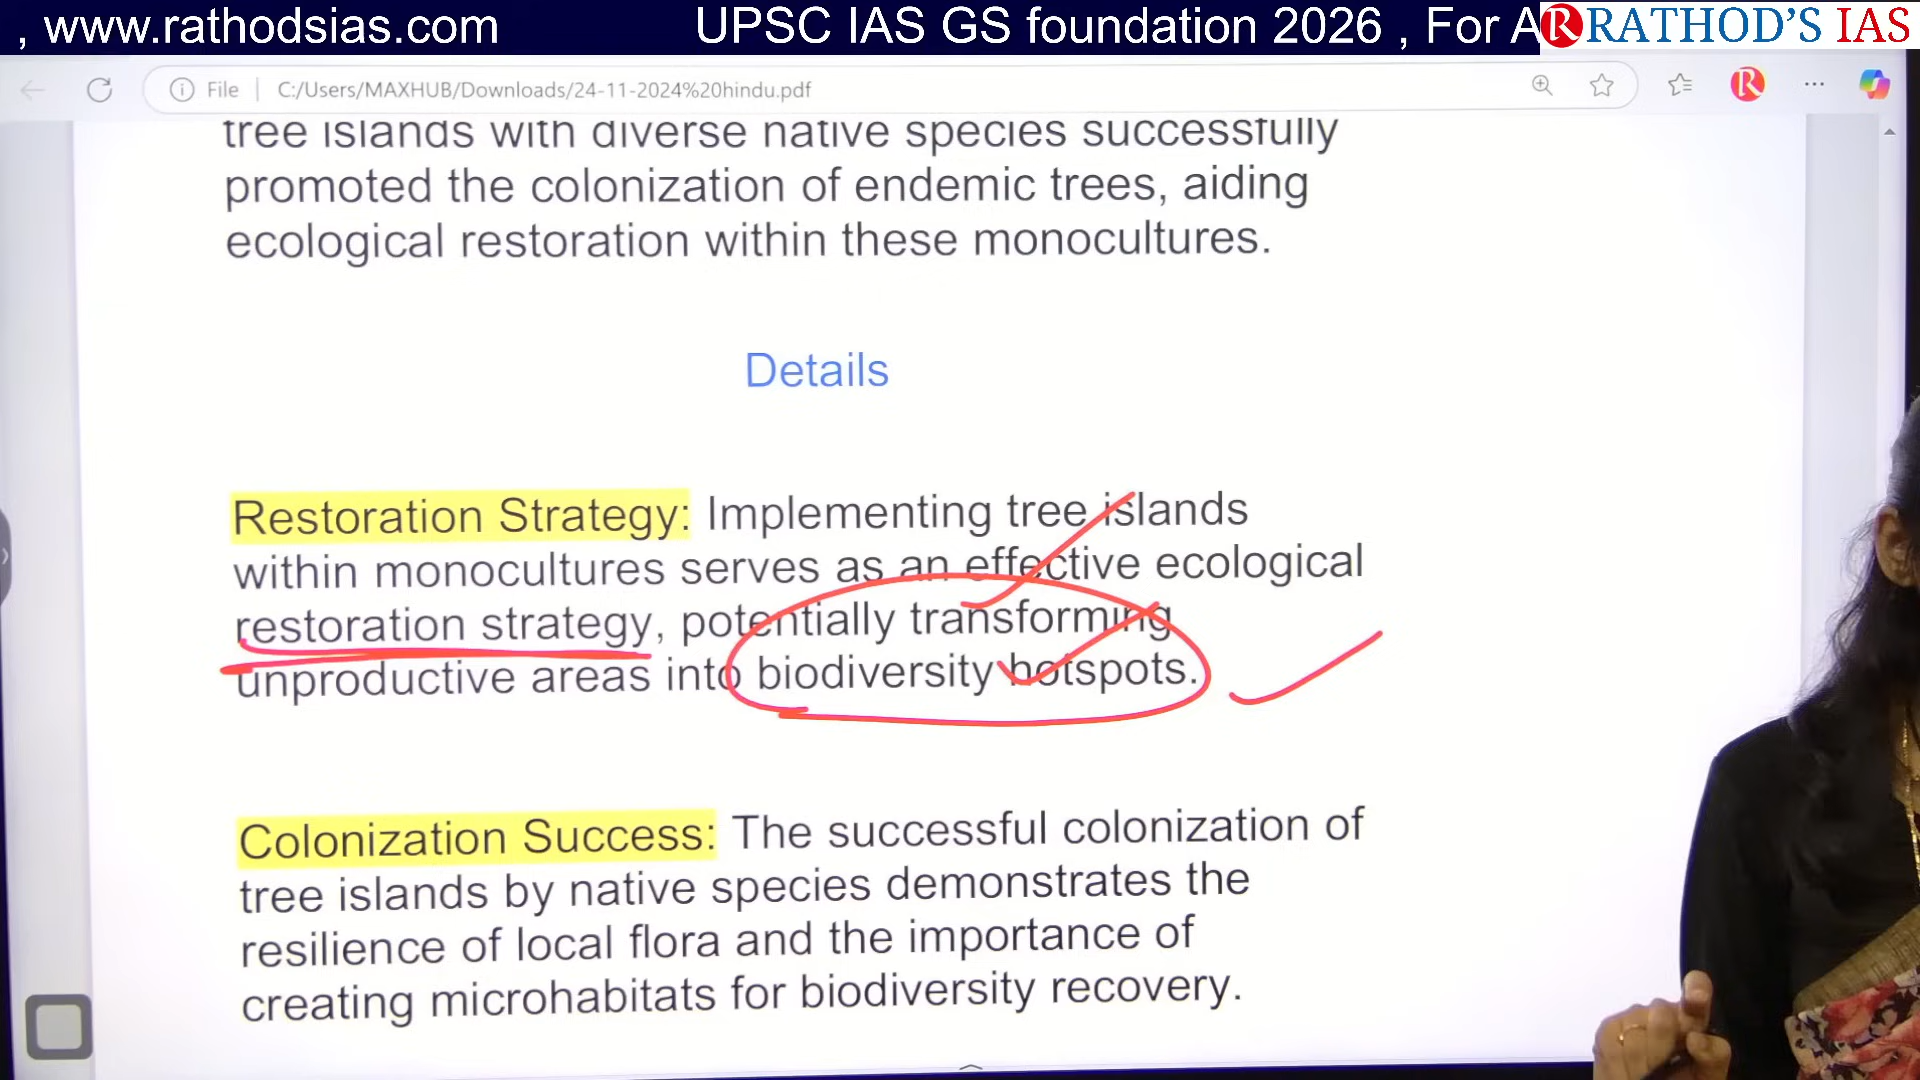 , www.rathodsias.com UPSC IAS GS foundation 2026 , For A
R RATHOD'S IAS
File C:/Users/MAXHUB/Downloads/24-11-2024%20hindu.pdf
tree islands with diverse native species successfully
promoted the colonization of endemic trees, aiding
ecological restoration within these monocultures.
Details
Restoration Strategy: Implementing tree islands
within monocultures serves as an effective ecological
restoration strategy, potentially transforming
unproductive areas into biodiversity hotspots.
Colonization Success: The successful colonization of
tree islands by native species demonstrates the
resilience of local flora and the importance of
creating microhabitats for biodiversity recovery.